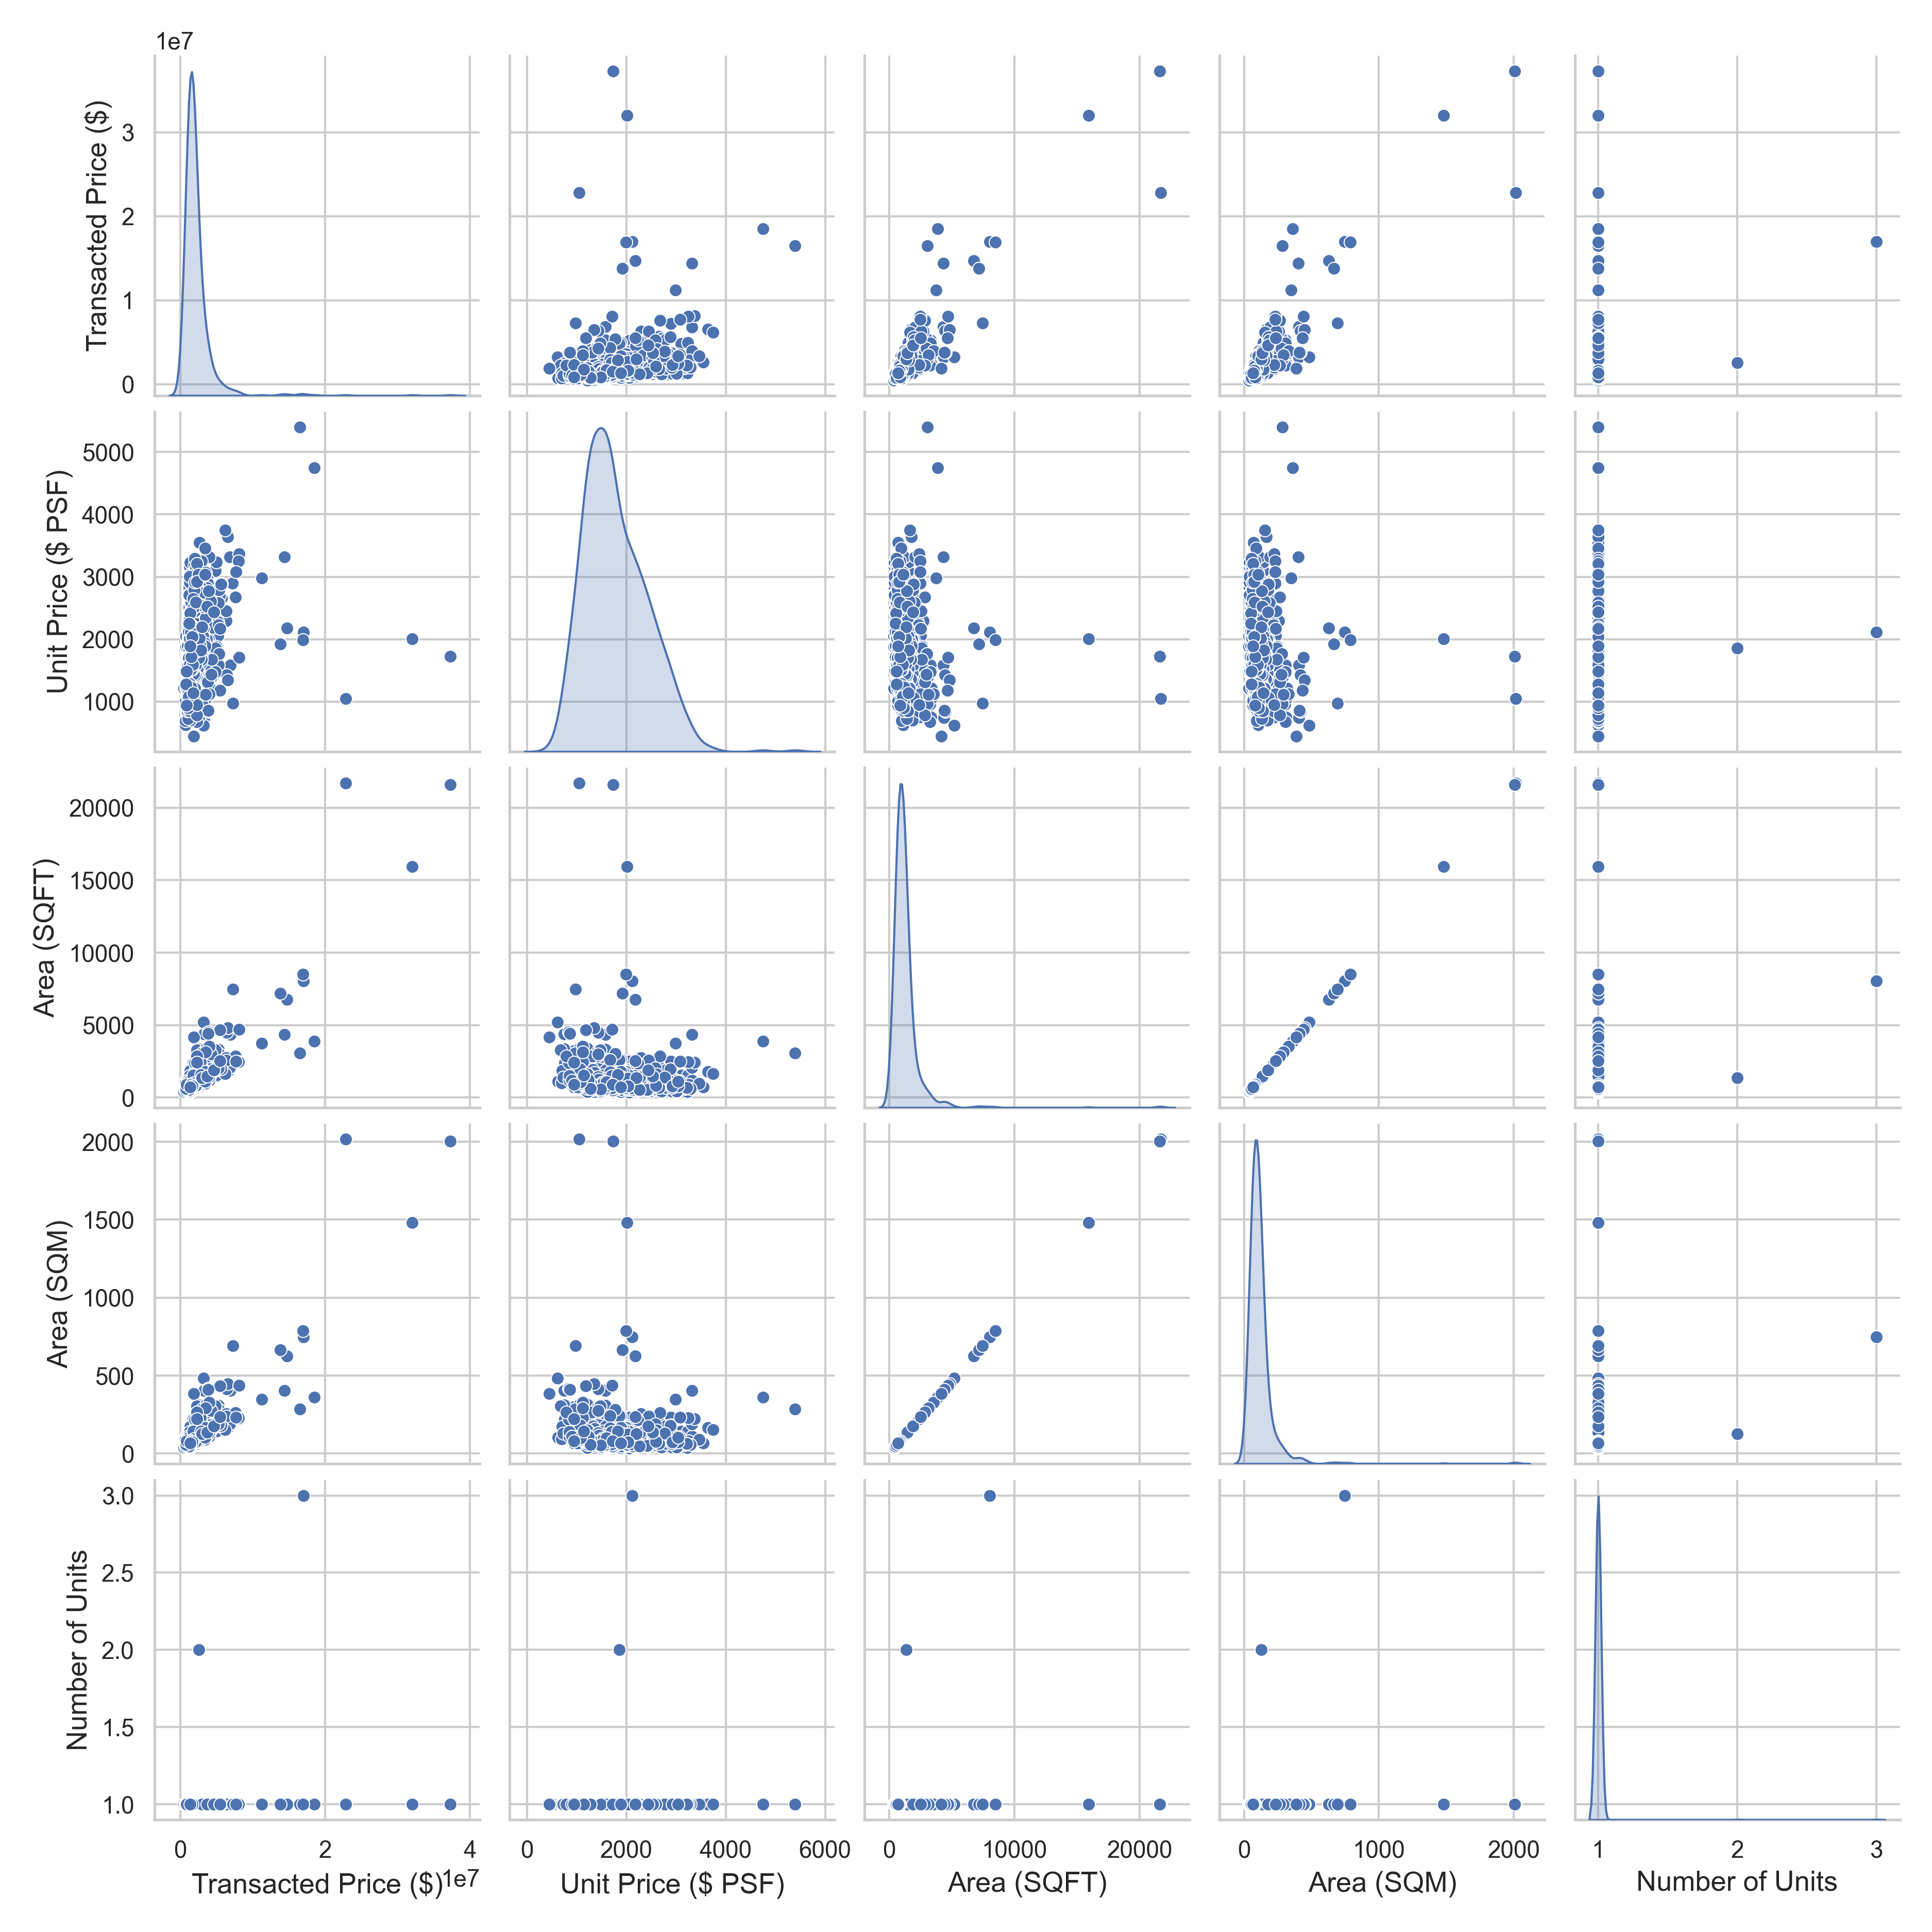 1e7
Transacted Price ($)
3
2
1
0
Unit Price ($ PSF)
5000
4000
3000
2000
1000
Area (SQFT)
20000
15000
10000
5000
0
Area (SQM)
2000
1500
1000
500
0
Number of Units
3.0
2.5
2.0
1.5
1.0
0 2 4
1e7
Transacted Price ($)
0 2000 4000 6000
Unit Price ($ PSF)
0 10000 20000
Area (SQFT)
0 1000 2000
Area (SQM)
1 2 3
Number of Units